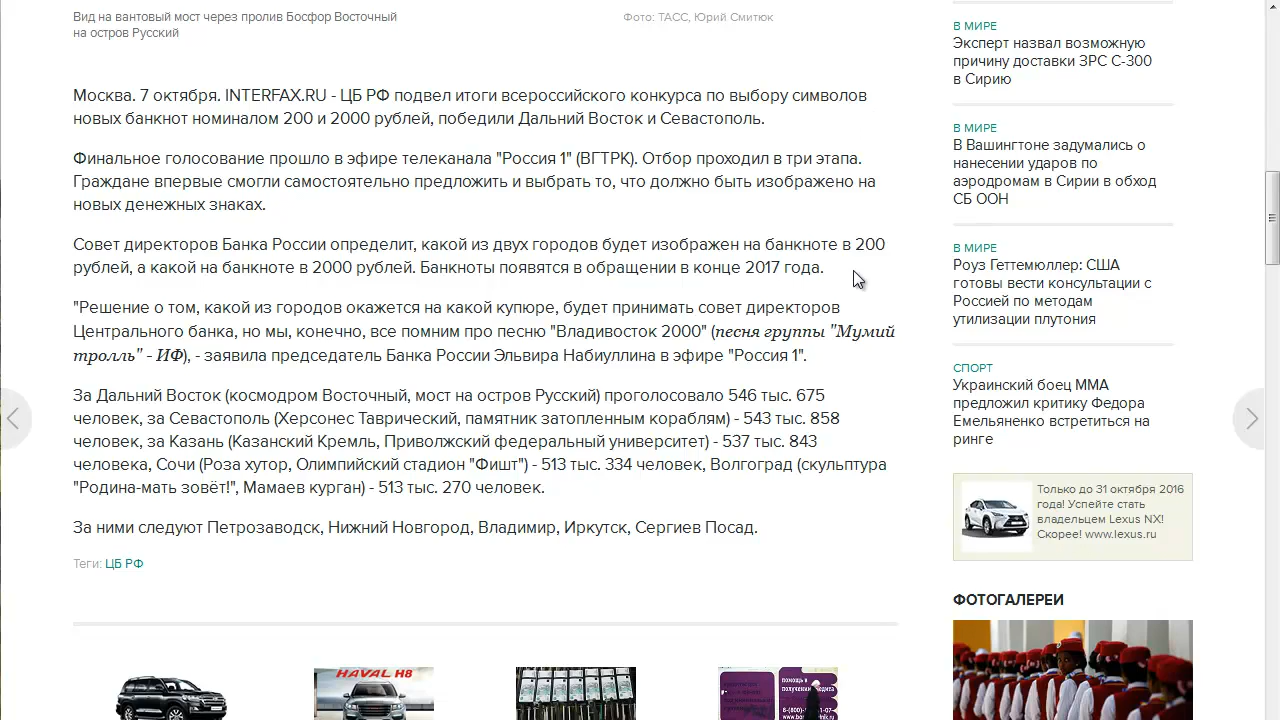 Вид на вантовый мост через пролив Босфор Восточный
на остров Русский
Фото: ТАСС, Юрий Смитюк
Москва. 7 октября. INTERFAX.RU - ЦБ РФ подвел итоги всероссийского конкурса по выбору символов
новых банкнот номиналом 200 и 2000 рублей, победили Дальний Восток и Севастополь.
Финальное голосование прошло в эфире телеканала "Россия 1" (ВГТРК). Отбор проходил в три этапа.
Граждане впервые смогли самостоятельно предложить и выбрать то, что должно быть изображено на
новых денежных знаках.
Совет директоров Банка России определит, какой из двух городов будет изображен на банкноте в 200
рублей, а какой на банкноте в 2000 рублей. Банкноты появятся в обращении в конце 2017 года.
"Решение о том, какой из городов окажется на какой купюре, будет принимать совет директоров
Центрального банка, но мы, конечно, все помним про песню "Владивосток 2000" (песня группы "Мумий
тролль" - ИФ), - заявила председатель Банка России Эльвира Набиуллина в эфире "Россия 1".
За Дальний Восток (космодром Восточный, мост на остров Русский) проголосовало 546 тыс. 675
человек, за Севастополь (Херсонес Таврический, памятник затопленным кораблям) - 543 тыс. 858
человек, за Казань (Казанский Кремль, Приволжский федеральный университет) - 537 тыс. 843
человека, Сочи (Роза хутор, Олимпийский стадион "Фишт") - 513 тыс. 334 человек, Волгоград (скульптура
"Родина-мать зовёт!", Мамаев курган) - 513 тыс. 270 человек.
За ними следуют Петрозаводск, Нижний Новгород, Владимир, Иркутск, Сергиев Посад.
Теги: ЦБ РФ
HAVAL H8
помощь в
получении кредита
В МИРЕ
Эксперт назвал возможную
причину доставки ЗРС С-300
в Сирию
В МИРЕ
В Вашингтоне задумались о
нанесении ударов по
аэродромам в Сирии в обход
СБ ООН
В МИРЕ
Роуз Геттемюллер: США
готовы вести консультации с
Россией по методам
утилизации плутония
СПОРТ
Украинский боец ММА
предложил критику Федора
Емельяненко встретиться на
ринге
Только до 31 октября 2016
года! Успейте стать
владельцем Lexus NX!
Скорее! www.lexus.ru
ФОТОГАЛЕРЕИ